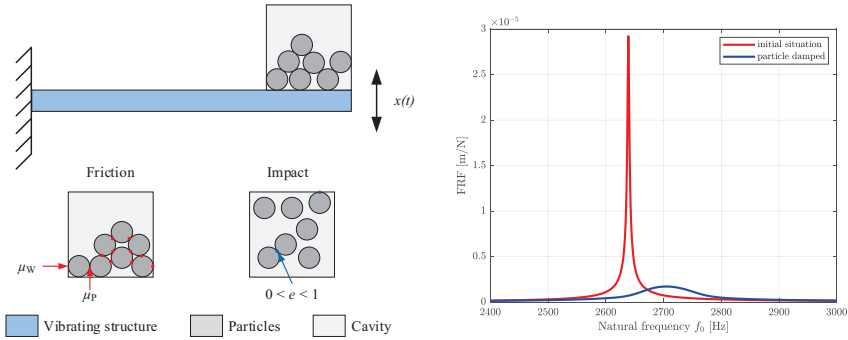 x(t)
Friction
Impact
μW
μP
0 < e < 1
Vibrating structure
Particles
Cavity
×10⁻⁵
3
2.5
2
1.5
1
0.5
0
FRF [m/N]
initial situation
particle damped
2400 2500 2600 2700 2800 2900 3000
Natural frequency f₀ [Hz]